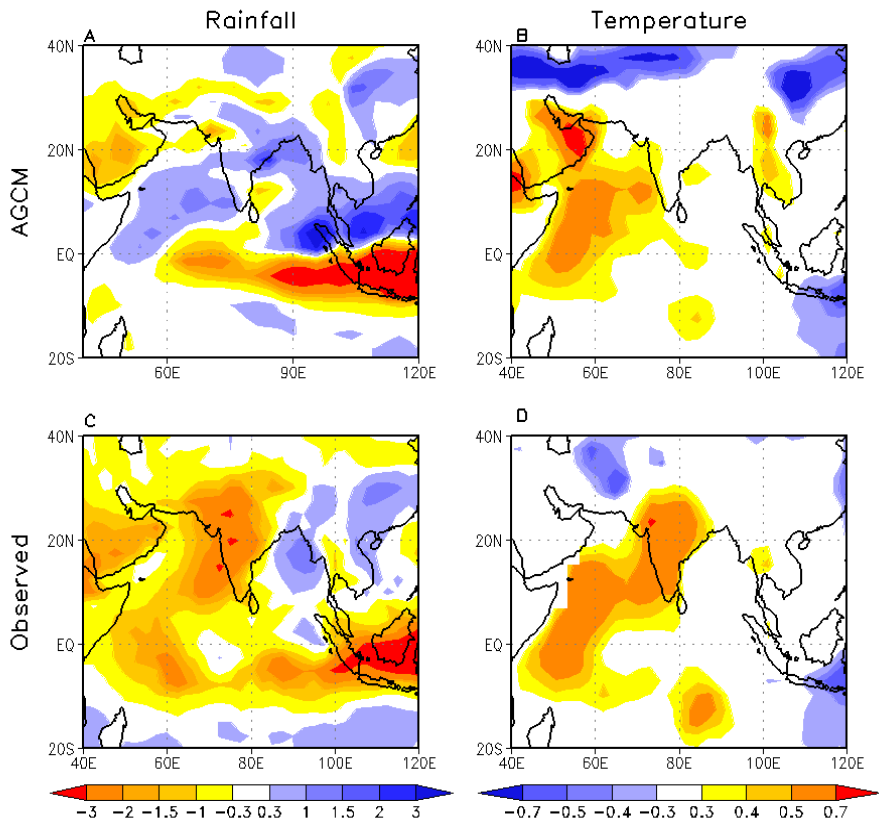 Rainfall
Temperature
A
B
40N
20N
EQ
20S
60E
90E
120E
40N
20N
EQ
20S
40E
60E
80E
100E
120E
AGCM
C
D
40N
20N
EQ
20S
40E
60E
80E
100E
120E
40N
20N
EQ
20S
40E
60E
80E
100E
120E
Observed
-3 -2 -1.5 -1 -0.3 0.3 1 1.5 2 3
-0.7 -0.5 -0.4 -0.3 0.3 0.4 0.5 0.7